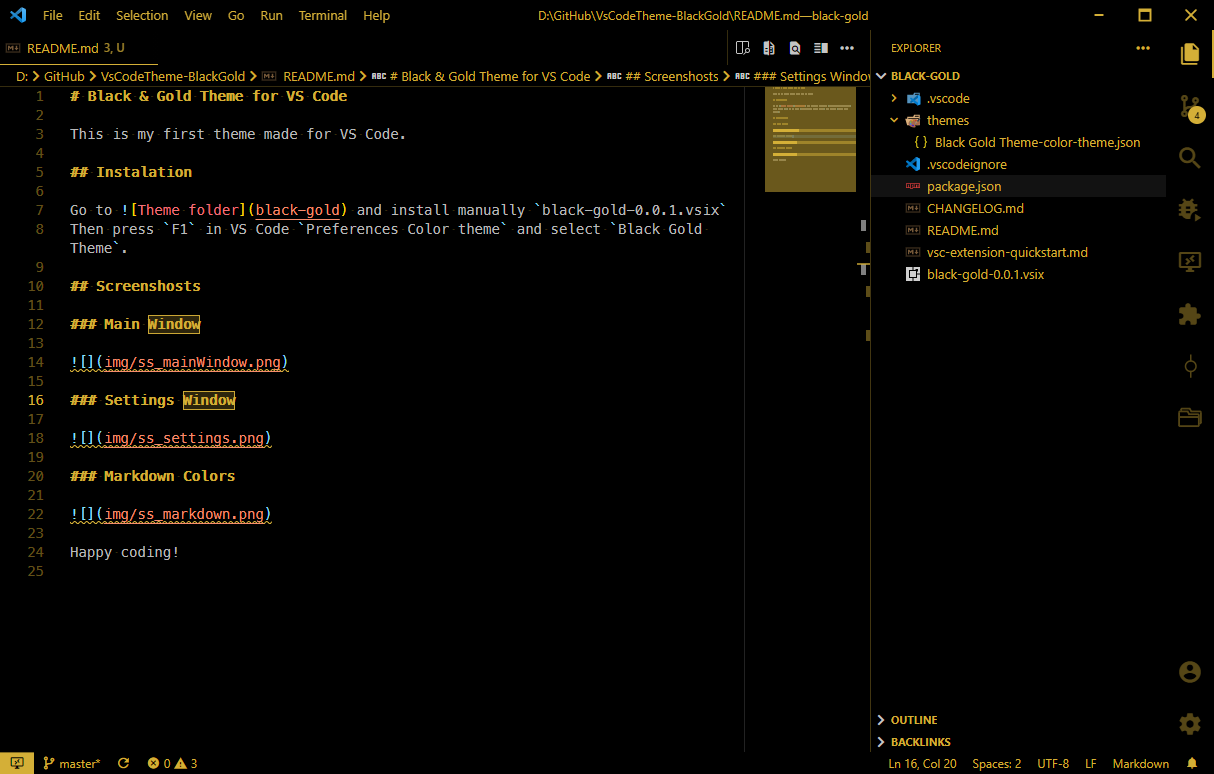 File Edit Selection View Go Run Terminal Help D:\GitHub\VsCodeTheme-BlackGold\README.md—black-gold
README.md 3, U
D: > GitHub > VsCodeTheme-BlackGold > README.md > # Black & Gold Theme for VS Code > ## Screenshosts > ### Settings Window
1 # Black & Gold Theme for VS Code
2
3 This is my first theme made for VS Code.
4
5 ## Instalation
6
7 Go to ![Theme folder](black-gold) and install manually `black-gold-0.0.1.vsix`
8 Then press `F1` in VS Code `Preferences Color theme` and select `Black Gold
Theme`.
9
10 ## Screenshosts
11
12 ### Main Window
13
14 ![](img/ss_mainWindow.png)
15
16 ### Settings Window
17
18 ![](img/ss_settings.png)
19
20 ### Markdown Colors
21
22 ![](img/ss_markdown.png)
23
24 Happy coding!
25
EXPLORER
BLACK-GOLD
.vscode
themes
{ } Black Gold Theme-color-theme.json
.vscodeignore
package.json
CHANGELOG.md
README.md
vsc-extension-quickstart.md
black-gold-0.0.1.vsix
4
OUTLINE
BACKLINKS
master* 0 3 Ln 16, Col 20 Spaces: 2 UTF-8 LF Markdown